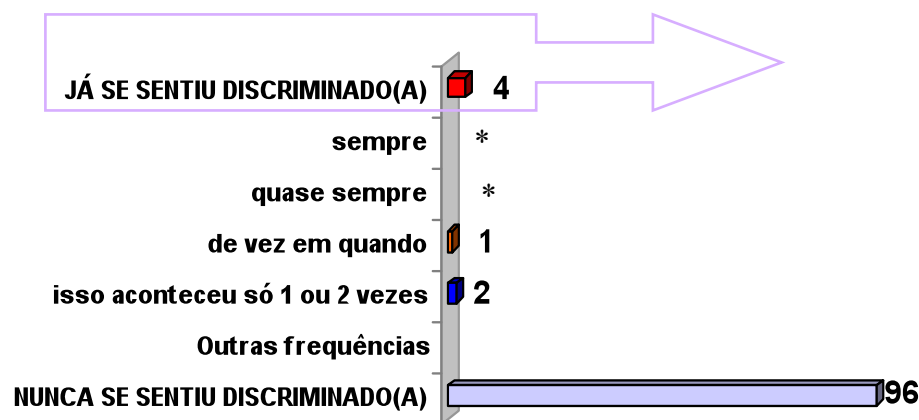 JÁ SE SENTIU DISCRIMINADO(A) 4
sempre *
quase sempre *
de vez em quando 1
isso aconteceu só 1 ou 2 vezes 2
Outras frequências
NUNCA SE SENTIU DISCRIMINADO(A) 96